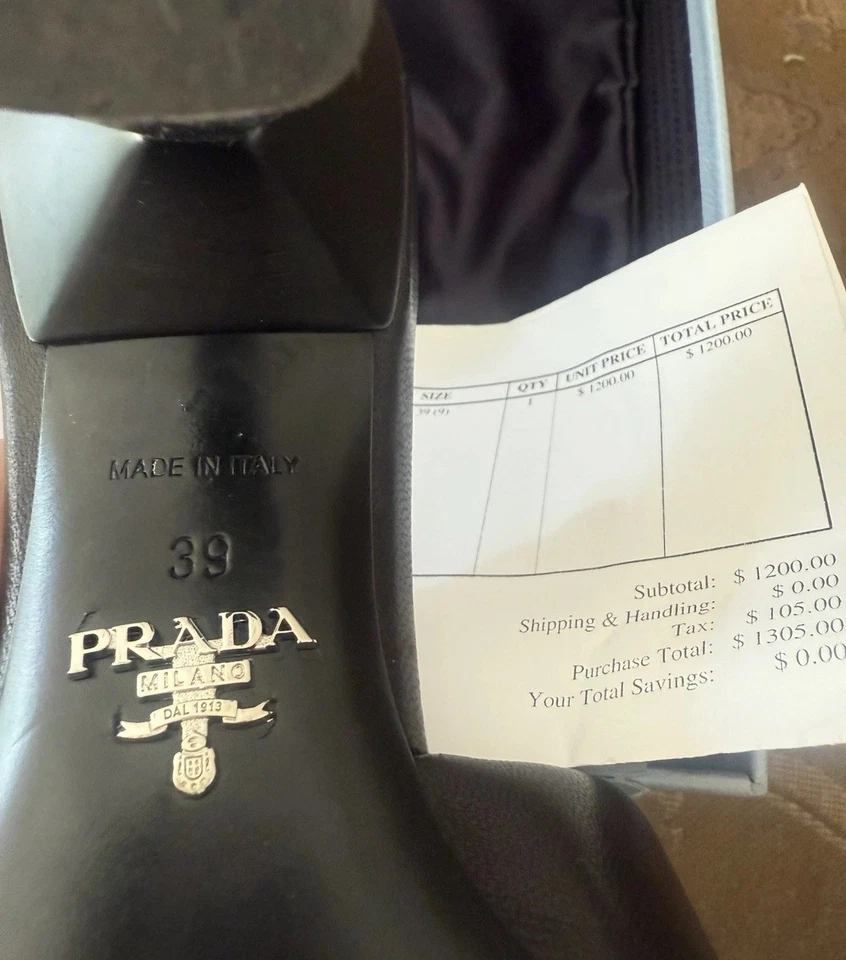 MADE IN ITALY
39
PRADA
MILANO
DAL 1913
SIZE QTY UNIT PRICE TOTAL PRICE
39 (9) 1 $ 1200.00 $ 1200.00
Subtotal: $ 1200.00
Shipping & Handling: $ 0.00
Tax: $ 105.00
Purchase Total: $ 1305.00
Your Total Savings: $ 0.00